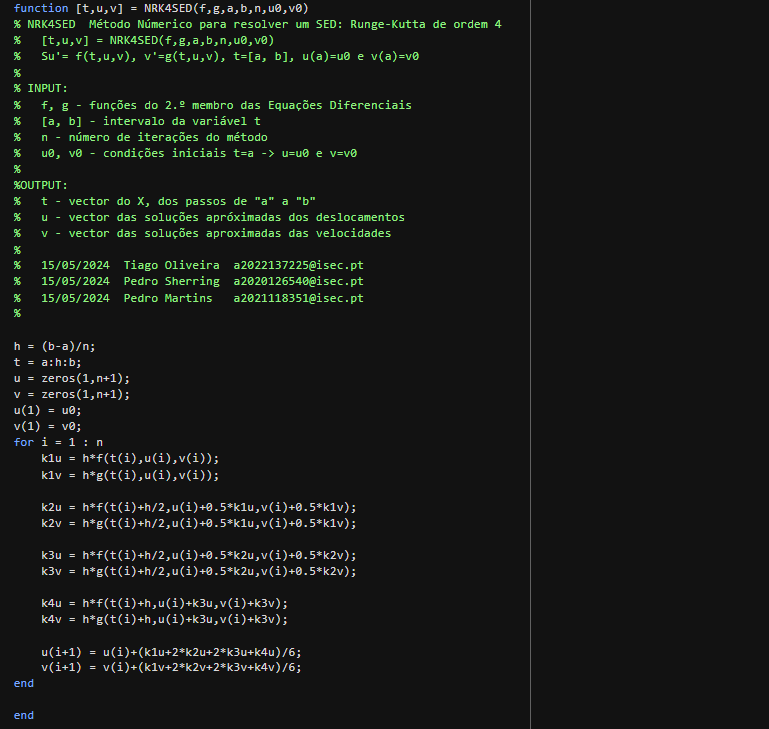 function [t,u,v] = NRK4SED(f,g,a,b,n,u0,v0)
% NRK4SED  Método Númerico para resolver um SED: Runge-Kutta de ordem 4
%   [t,u,v] = NRK4SED(f,g,a,b,n,u0,v0)
%   Su'= f(t,u,v), v'=g(t,u,v), t=[a, b], u(a)=u0 e v(a)=v0
%
% INPUT:
%   f, g - funções do 2.º membro das Equações Diferenciais
%   [a, b] - intervalo da variável t
%   n - número de iterações do método
%   u0, v0 - condições iniciais t=a -> u=u0 e v=v0
%
%OUTPUT:
%   t - vector do X, dos passos de "a" a "b"
%   u - vector das soluções apróximadas dos deslocamentos
%   v - vector das soluções aproximadas das velocidades
%
%   15/05/2024  Tiago Oliveira  a2022137225@isec.pt
%   15/05/2024  Pedro Sherring  a2020126540@isec.pt
%   15/05/2024  Pedro Martins   a2021118351@isec.pt
%
h = (b-a)/n;
t = a:h:b;
u = zeros(1,n+1);
v = zeros(1,n+1);
u(1) = u0;
v(1) = v0;
for i = 1 : n
    k1u = h*f(t(i),u(i),v(i));
    k1v = h*g(t(i),u(i),v(i));
    k2u = h*f(t(i)+h/2,u(i)+0.5*k1u,v(i)+0.5*k1v);
    k2v = h*g(t(i)+h/2,u(i)+0.5*k1u,v(i)+0.5*k1v);
    k3u = h*f(t(i)+h/2,u(i)+0.5*k2u,v(i)+0.5*k2v);
    k3v = h*g(t(i)+h/2,u(i)+0.5*k2u,v(i)+0.5*k2v);
    k4u = h*f(t(i)+h,u(i)+k3u,v(i)+k3v);
    k4v = h*g(t(i)+h,u(i)+k3u,v(i)+k3v);
    u(i+1) = u(i)+(k1u+2*k2u+2*k3u+k4u)/6;
    v(i+1) = v(i)+(k1v+2*k2v+2*k3v+k4v)/6;
end
end